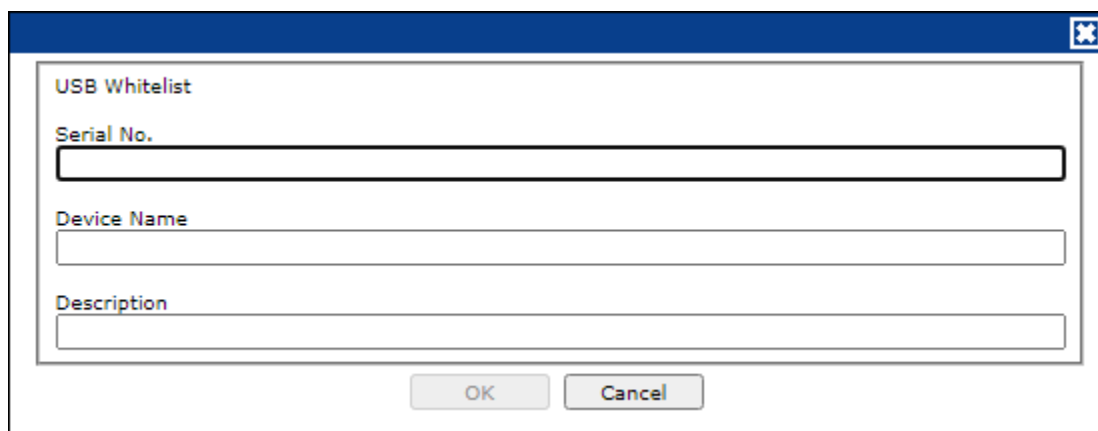 USB Whitelist
Serial No.
Device Name
Description
OK Cancel